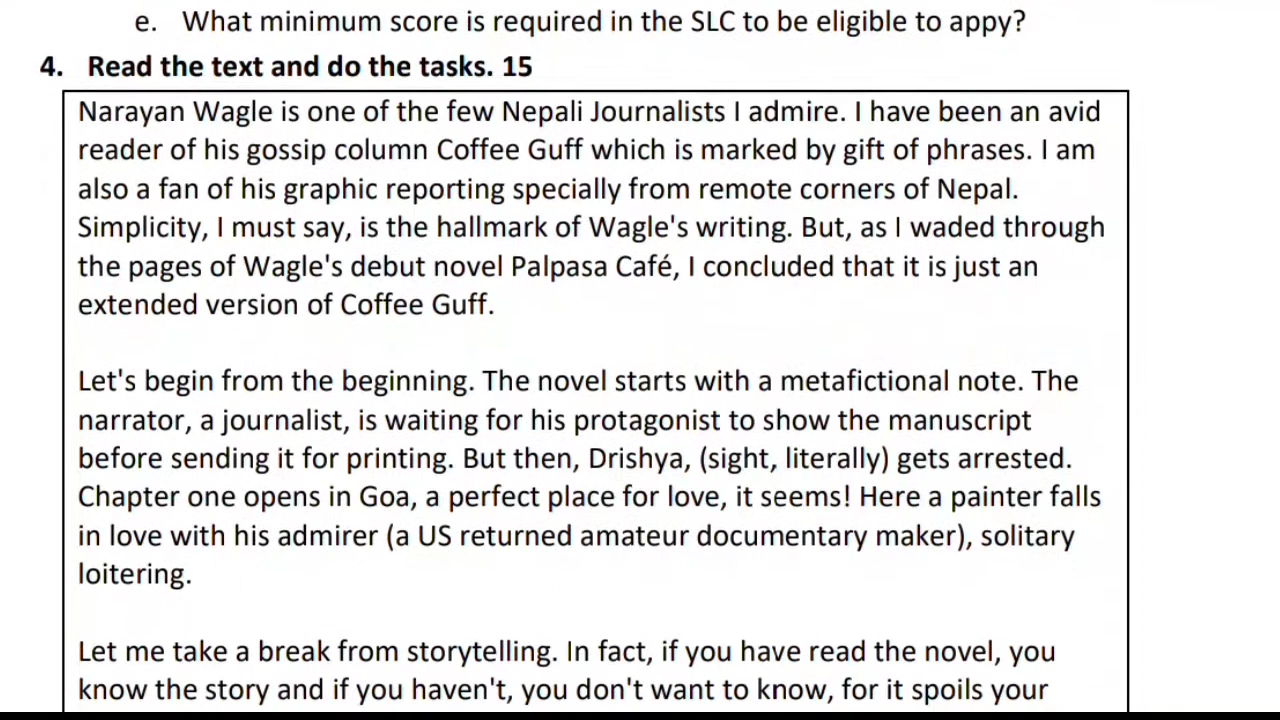 e. What minimum score is required in the SLC to be eligible to appy?
4. Read the text and do the tasks. 15
Narayan Wagle is one of the few Nepali Journalists I admire. I have been an avid
reader of his gossip column Coffee Guff which is marked by gift of phrases. I am
also a fan of his graphic reporting specially from remote corners of Nepal.
Simplicity, I must say, is the hallmark of Wagle's writing. But, as I waded through
the pages of Wagle's debut novel Palpasa Café, I concluded that it is just an
extended version of Coffee Guff.
Let's begin from the beginning. The novel starts with a metafictional note. The
narrator, a journalist, is waiting for his protagonist to show the manuscript
before sending it for printing. But then, Drishya, (sight, literally) gets arrested.
Chapter one opens in Goa, a perfect place for love, it seems! Here a painter falls
in love with his admirer (a US returned amateur documentary maker), solitary
loitering.
Let me take a break from storytelling. In fact, if you have read the novel, you
know the story and if you haven't, you don't want to know, for it spoils your